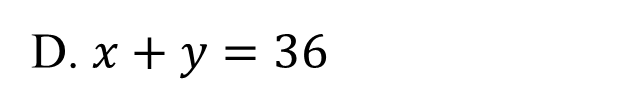 D. x + y = 36